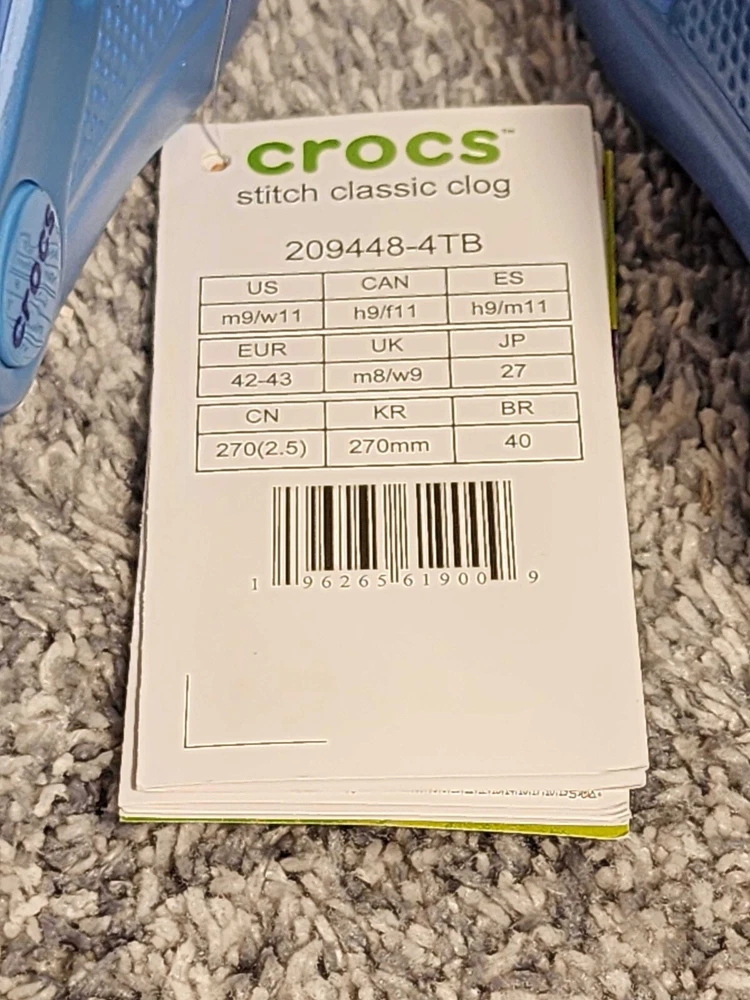 crocs™
stitch classic clog
209448-4TB
US CAN ES
m9/w11 h9/f11 h9/m11
EUR UK JP
42-43 m8/w9 27
CN KR BR
270(2.5) 270mm 40
1 96265 61900 9
crocs